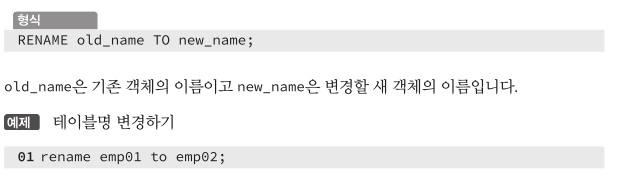 형식
RENAME old_name TO new_name;
old_name은 기존 객체의 이름이고 new_name은 변경할 새 객체의 이름입니다.
예제 테이블명 변경하기
01 rename emp01 to emp02;